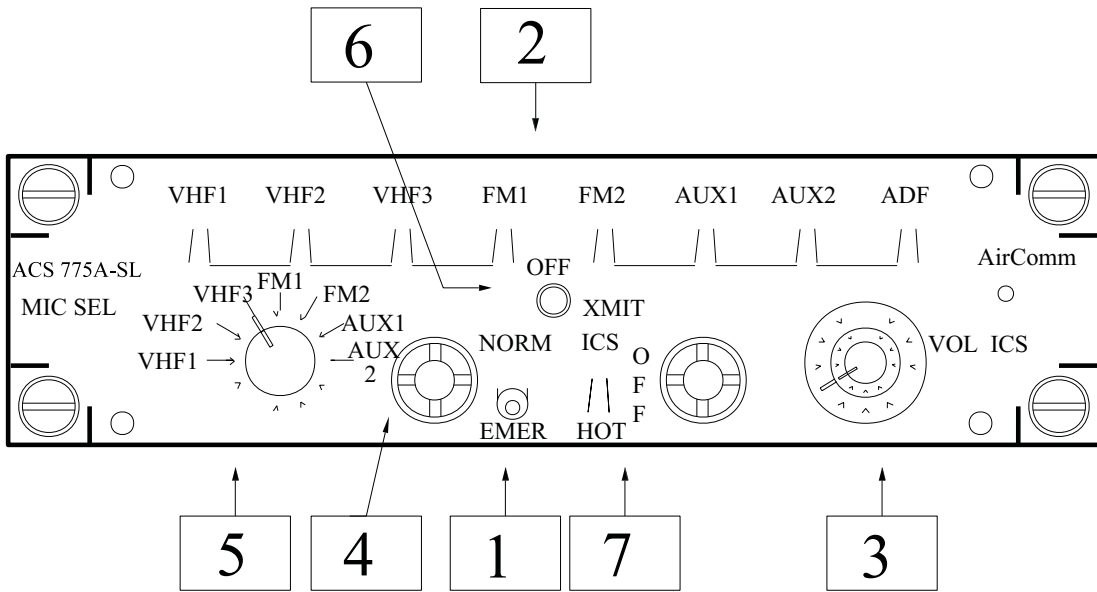 6 2
VHF1 VHF2 VHF3 FM1 FM2 AUX1 AUX2 ADF
ACS 775A-SL
MIC SEL
OFF
AirComm
XMIT
VHF1
VHF2
VHF3
FM1
FM2
AUX1
AUX
2
NORM ICS
O
F
F
VOL ICS
EMER HOT
5 4 1 7 3